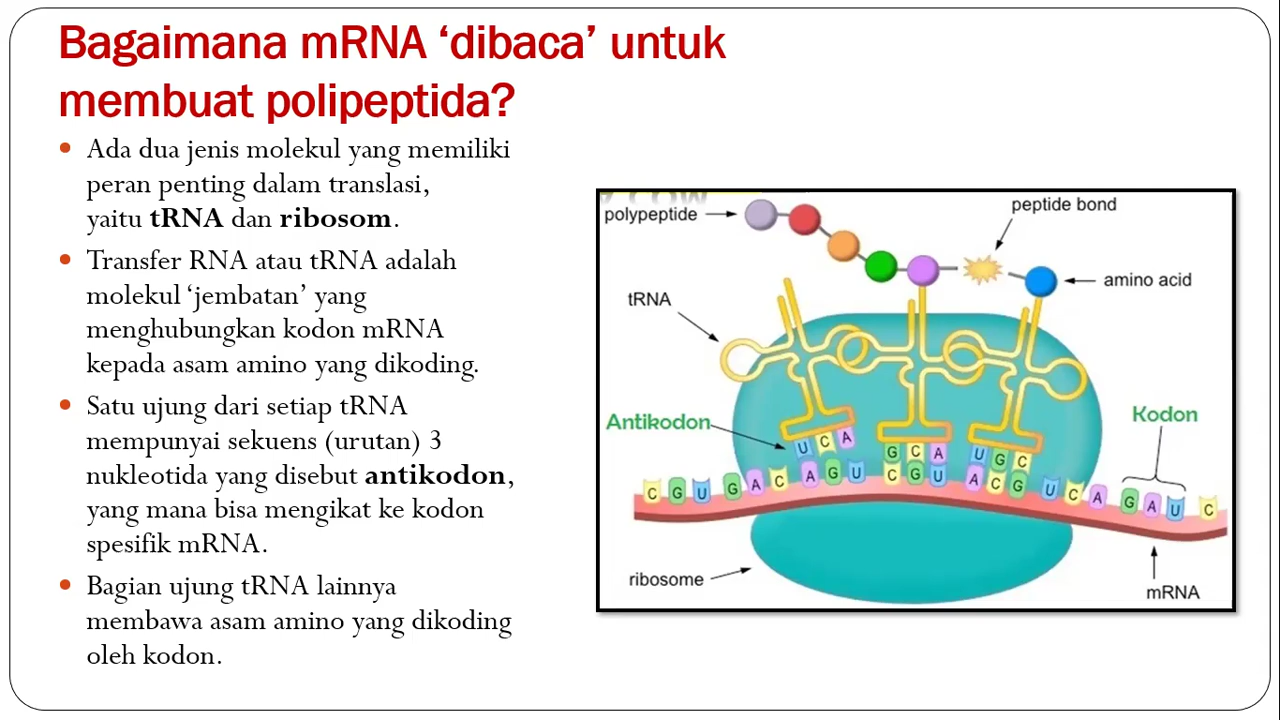 Bagaimana mRNA ‘dibaca’ untuk
membuat polipeptida?
• Ada dua jenis molekul yang memiliki
peran penting dalam translasi,
yaitu tRNA dan ribosom.
• Transfer RNA atau tRNA adalah
molekul ‘jembatan’ yang
menghubungkan kodon mRNA
kepada asam amino yang dikoding.
• Satu ujung dari setiap tRNA
mempunyai sekuens (urutan) 3
nukleotida yang disebut antikodon,
yang mana bisa mengikat ke kodon
spesifik mRNA.
• Bagian ujung tRNA lainnya
membawa asam amino yang dikoding
oleh kodon.
polypeptide
peptide bond
amino acid
tRNA
Antikodon
Kodon
U C A
G C A
U G C
C G U G A C A G U C G U A C G U C A G A U C
ribosome
mRNA